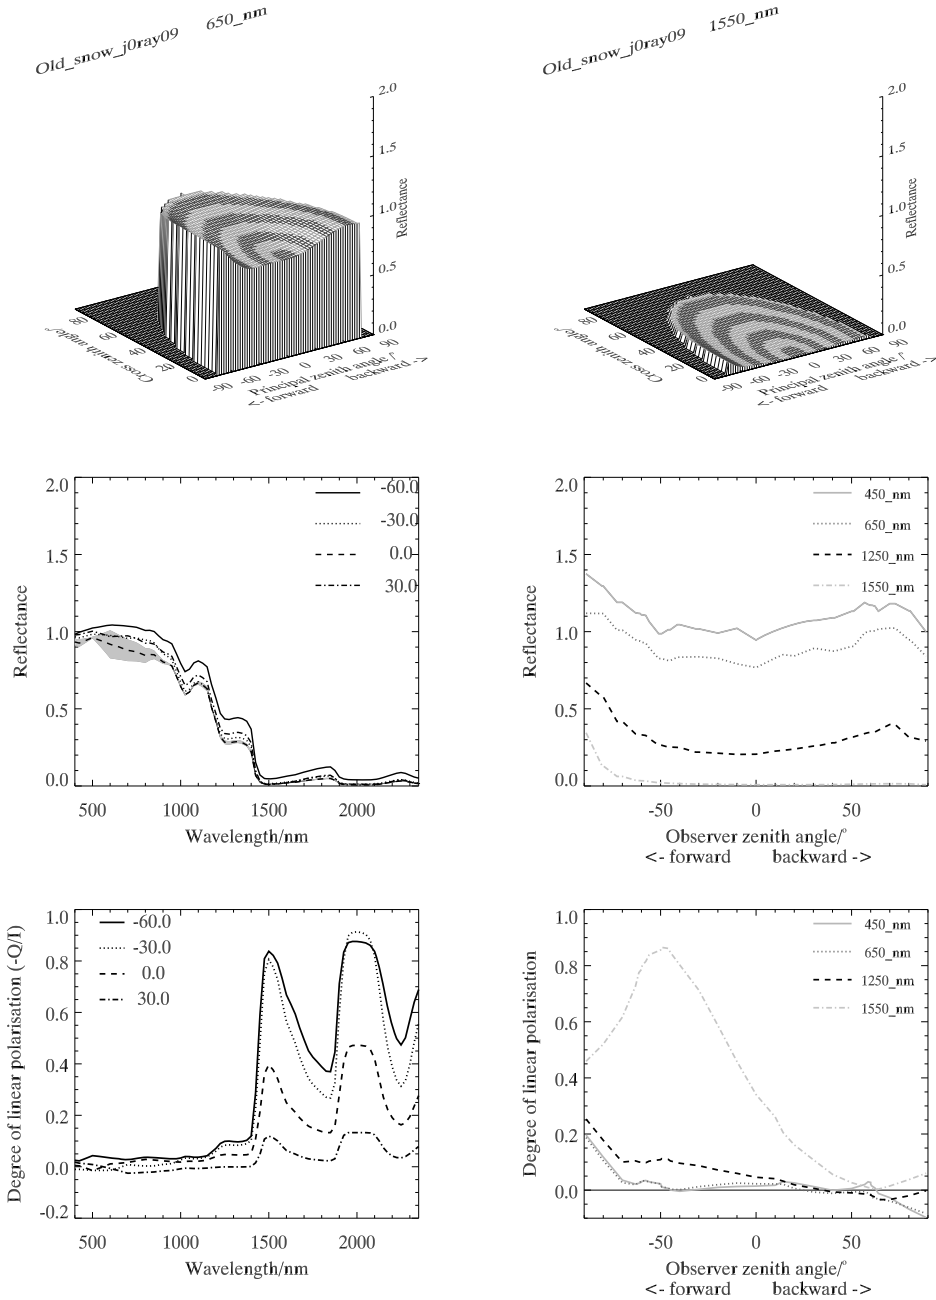 Old_snow_j0ray09 650_nm
2.0
1.5
1.0
0.5
0.0
Reflectance
80
60
40
20
0
Cross zenith angle/°
-90
-60
-30
0
30
60
90
Principal zenith angle/°
<- forward backward ->
Old_snow_j0ray09 1550_nm
2.0
1.5
1.0
0.5
0.0
Reflectance
80
60
40
20
0
Cross zenith angle/°
-90
-60
-30
0
30
60
90
Principal zenith angle/°
<- forward backward ->
2.0
1.5
1.0
0.5
0.0
Reflectance
-60.0
-30.0
0.0
30.0
500 1000 1500 2000
Wavelength/nm
2.0
1.5
1.0
0.5
0.0
Reflectance
450_nm
650_nm
1250_nm
1550_nm
-50 0 50
Observer zenith angle/°
<- forward backward ->
1.0
0.8
0.6
0.4
0.2
0.0
-0.2
Degree of linear polarisation (-Q/I)
-60.0
-30.0
0.0
30.0
500 1000 1500 2000
Wavelength/nm
1.0
0.8
0.6
0.4
0.2
0.0
Degree of linear polarisation
450_nm
650_nm
1250_nm
1550_nm
-50 0 50
Observer zenith angle/°
<- forward backward ->